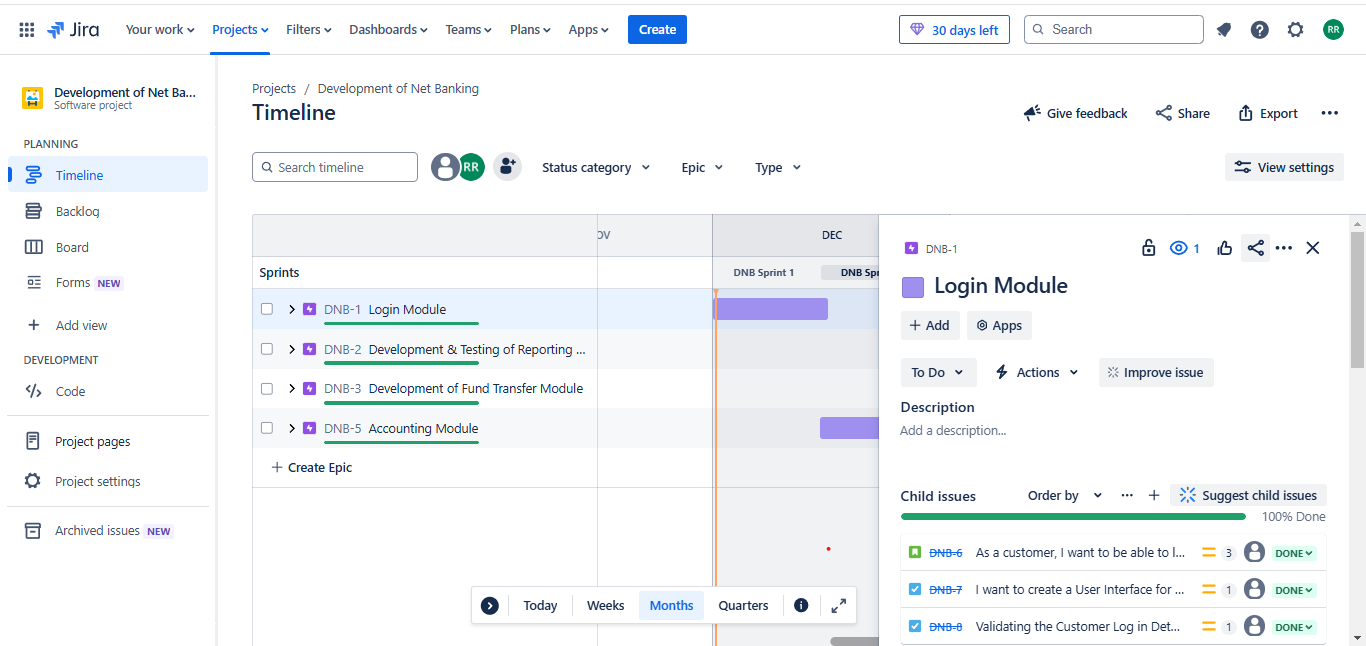 Jira Your work Projects Filters Dashboards Teams Plans Apps Create 30 days left Search RR
Development of Net Ba...
Software project
PLANNING
Timeline
Backlog
Board
Forms NEW
Add view
DEVELOPMENT
Code
Project pages
Project settings
Archived issues NEW
Projects / Development of Net Banking
Timeline
Give feedback Share Export
Search timeline RR Status category Epic Type View settings
OV DEC
Sprints DNB Sprint 1 DNB Spr
DNB-1 Login Module
DNB-2 Development & Testing of Reporting ...
DNB-3 Development of Fund Transfer Module
DNB-5 Accounting Module
+ Create Epic
Today Weeks Months Quarters
DNB-1 1
Login Module
+ Add Apps
To Do Actions Improve issue
Description
Add a description...
Child issues Order by ... + Suggest child issues
100% Done
DNB-6 As a customer, I want to be able to l... 3 DONE
DNB-7 I want to create a User Interface for ... 1 DONE
DNB-8 Validating the Customer Log in Det... 1 DONE